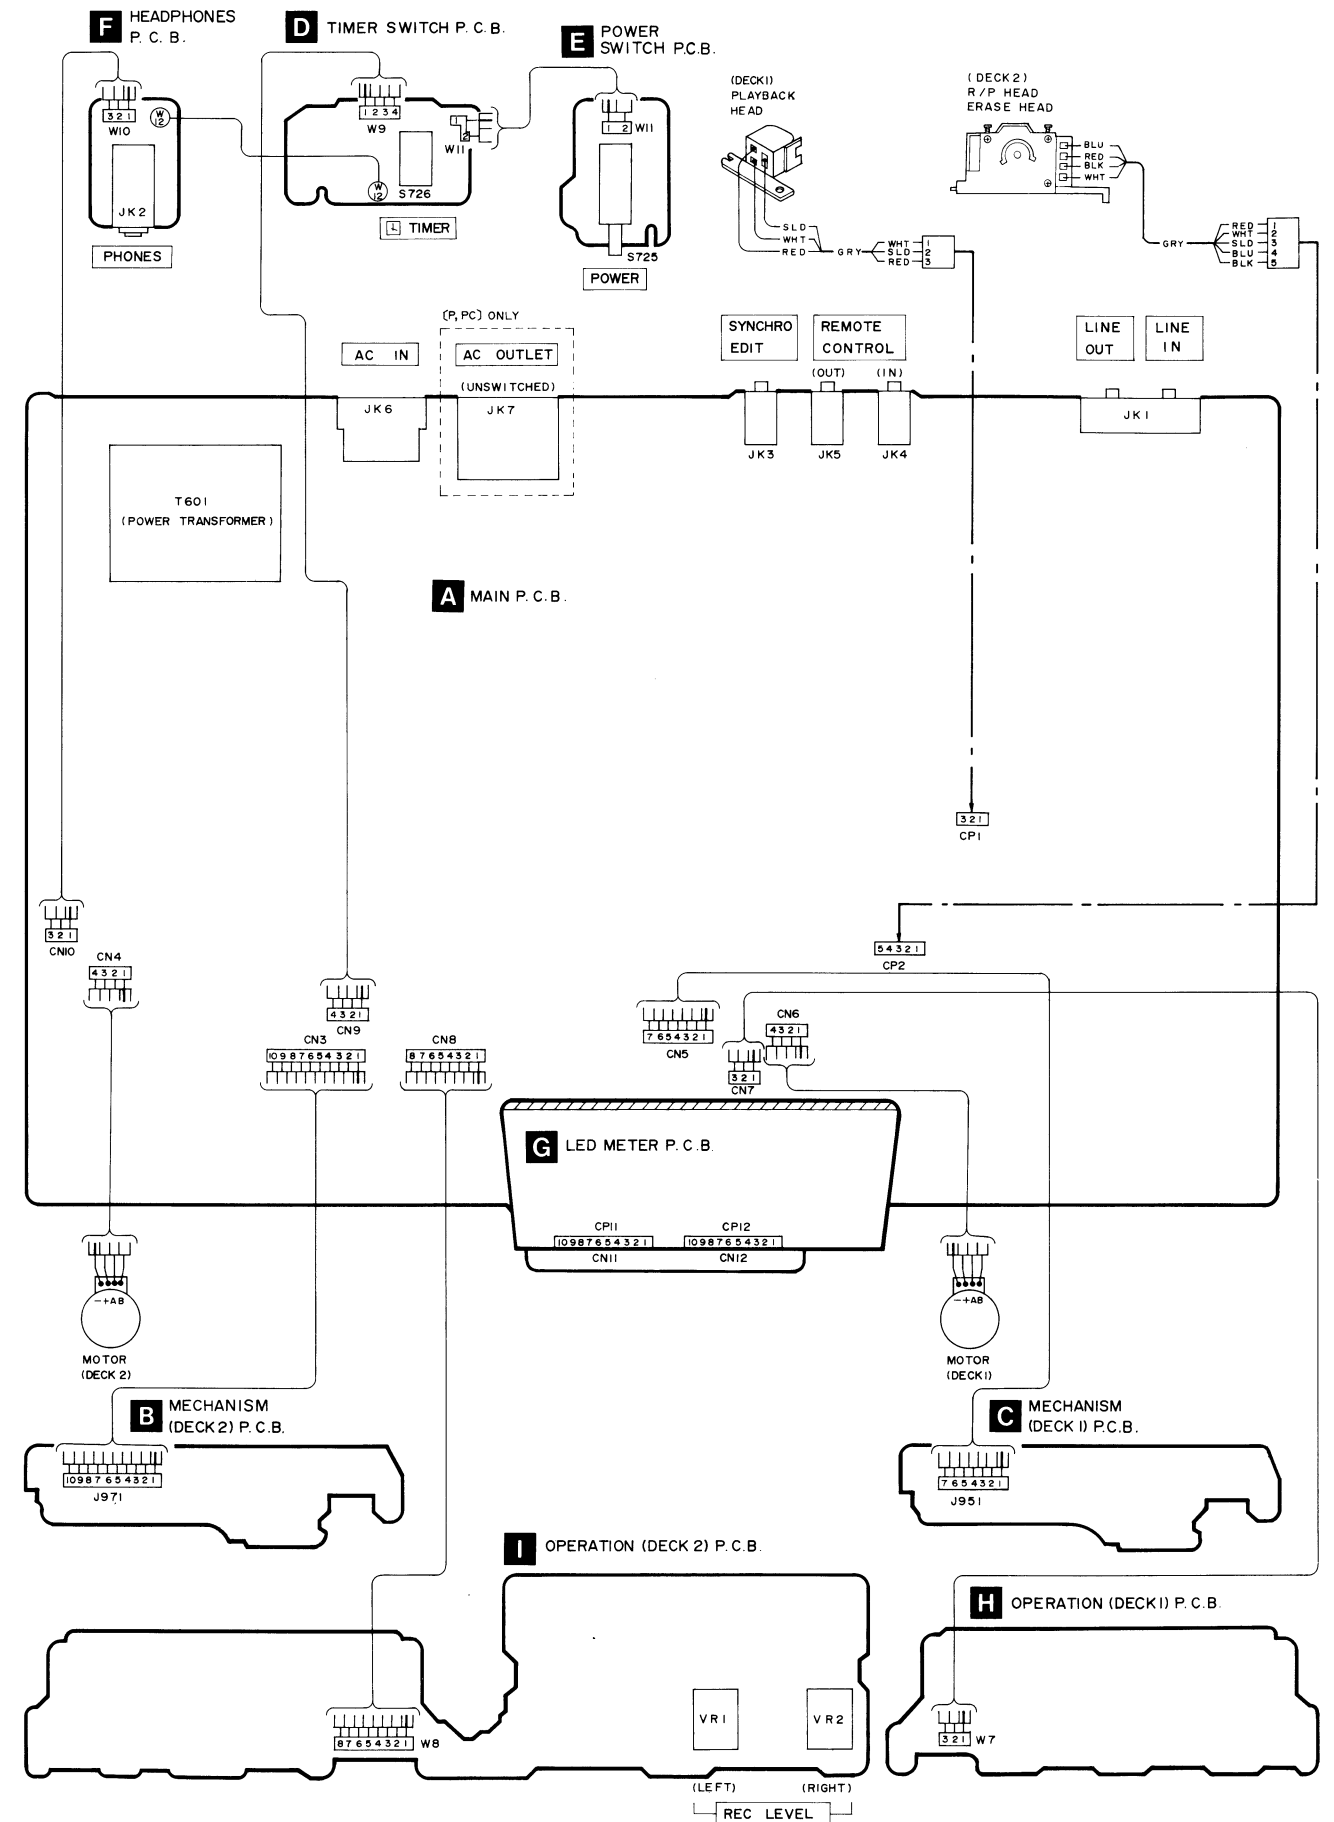 F HEADPHONES
P. C. B.
D TIMER SWITCH P. C. B.
E POWER
SWITCH P.C.B.
(DECK1)
PLAYBACK
HEAD
(DECK 2)
R/P HEAD
ERASE HEAD
3 2 1
W10
W
12
JK2
PHONES
1 2 3 4
W9
1
2
W11
W
12
S726
TIMER
1 2
W11
S725
POWER
SLD
WHT
RED
GRY
WHT 1
SLD 2
RED 3
BLU
RED
BLK
WHT
GRY
RED 1
WHT 2
SLD 3
BLU 4
BLK 5
AC IN
JK6
(P, PC) ONLY
AC OUTLET
(UNSWITCHED)
JK7
SYNCHRO
EDIT
REMOTE
CONTROL
(OUT) (IN)
JK3
JK5
JK4
LINE
OUT
LINE
IN
JK1
T601
(POWER TRANSFORMER)
A MAIN P. C. B.
3 2 1
CP1
5 4 3 2 1
CP2
3 2 1
CN10
CN4
4 3 2 1
4 3 2 1
CN9
CN3
10 9 8 7 6 5 4 3 2 1
CN8
8 7 6 5 4 3 2 1
7 6 5 4 3 2 1
CN5
CN6
4 3 2 1
3 2 1
CN7
G LED METER P. C. B.
CP11
10 9 8 7 6 5 4 3 2 1
CN11
CP12
10 9 8 7 6 5 4 3 2 1
CN12
− + A B
MOTOR
(DECK 2)
− + A B
MOTOR
(DECK1)
B MECHANISM
(DECK 2) P. C. B.
10 9 8 7 6 5 4 3 2 1
J971
C MECHANISM
(DECK 1) P.C.B.
7 6 5 4 3 2 1
J951
I OPERATION (DECK 2) P. C. B.
H OPERATION (DECK1) P. C. B.
8 7 6 5 4 3 2 1 W8
VR1
VR2
3 2 1 W7
(LEFT) (RIGHT)
REC LEVEL